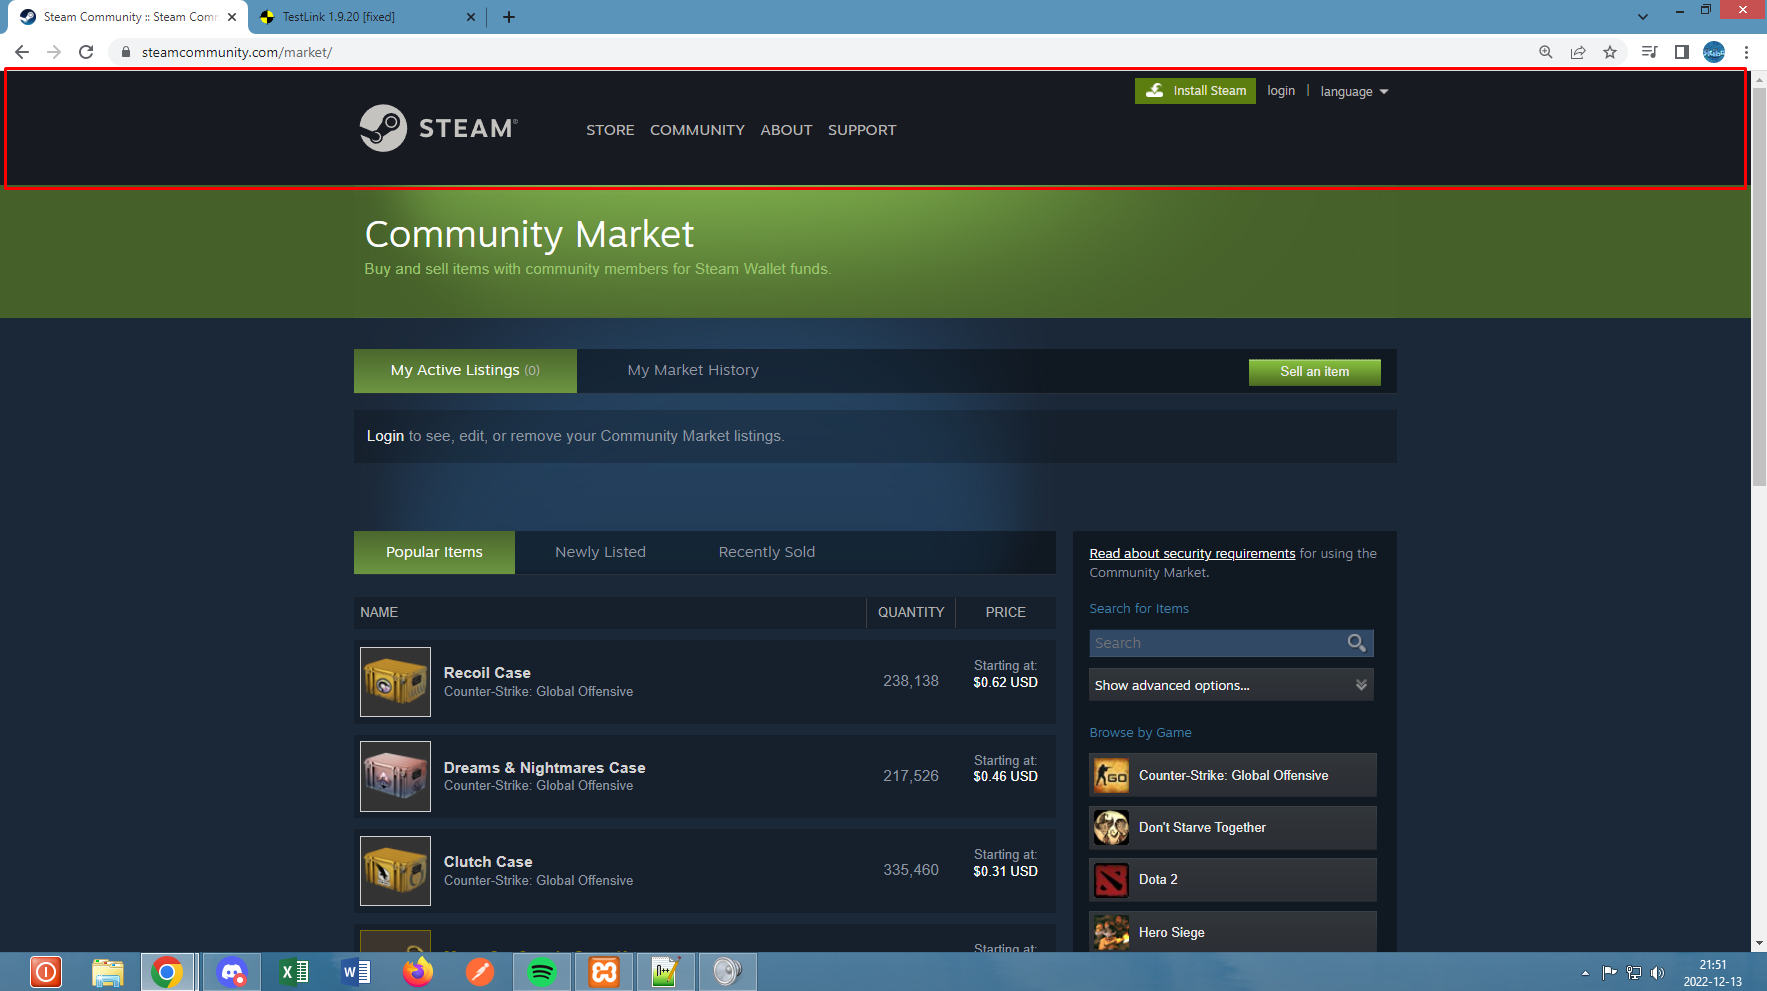 Steam Community :: Steam Com
TestLink 1.9.20 [fixed]
steamcommunity.com/market/
Install Steam login | language
STEAM®
STORE COMMUNITY ABOUT SUPPORT
Community Market
Buy and sell items with community members for Steam Wallet funds.
My Active Listings (0) My Market History Sell an item
Login to see, edit, or remove your Community Market listings.
Popular Items Newly Listed Recently Sold
NAME QUANTITY PRICE
Recoil Case
Counter-Strike: Global Offensive
238,138
Starting at:
$0.62 USD
Dreams & Nightmares Case
Counter-Strike: Global Offensive
217,526
Starting at:
$0.46 USD
Clutch Case
Counter-Strike: Global Offensive
335,460
Starting at:
$0.31 USD
Starting at:
Read about security requirements for using the
Community Market.
Search for Items
Search
Show advanced options...
Browse by Game
GO
Counter-Strike: Global Offensive
Don't Starve Together
Dota 2
Hero Siege
21:51
2022-12-13